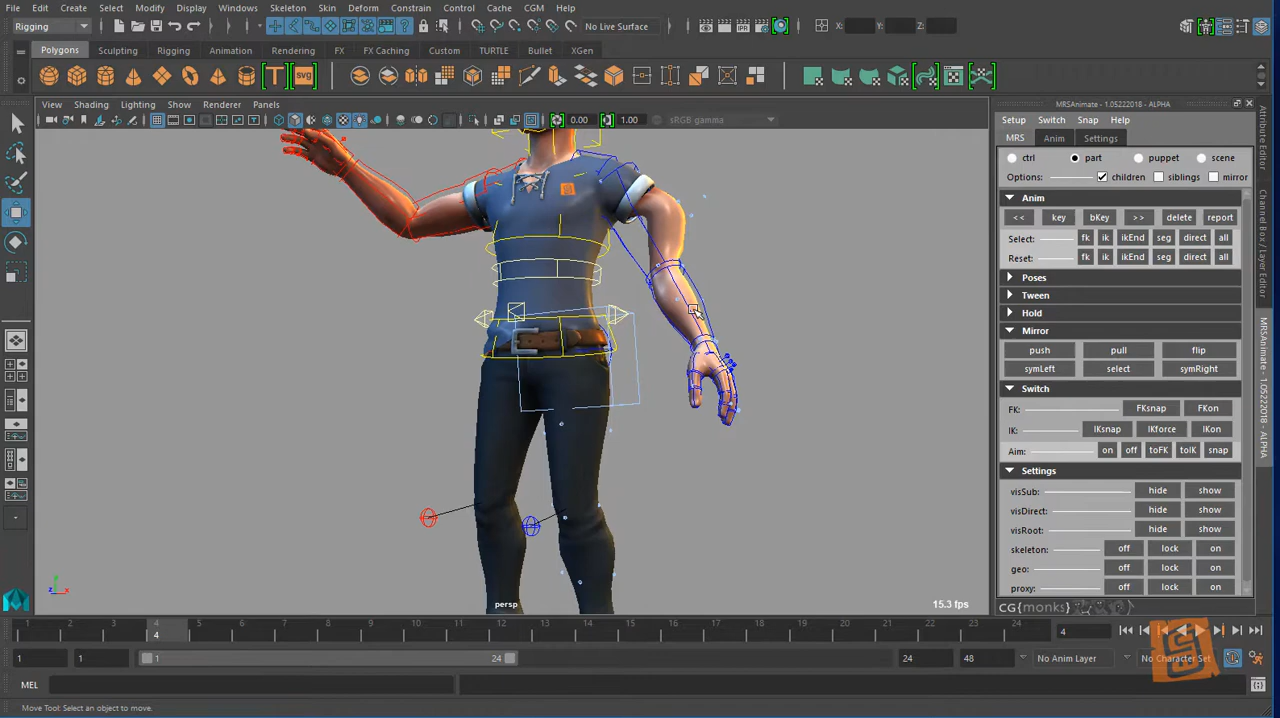 File Edit Create Select Modify Display Windows Skeleton Skin Deform Constrain Control Cache CGM Help
Rigging No Live Surface X: Y: Z:
Polygons Sculpting Rigging Animation Rendering FX FX Caching Custom TURTLE Bullet XGen
T svg
View Shading Lighting Show Renderer Panels
0.00 1.00 sRGB gamma
MRSAnimate - 1.05222018 - ALPHA
Setup Switch Snap Help
MRS Anim Settings
ctrl part puppet scene
Options: children siblings mirror
Anim
<< key bKey >> delete report
Select: fk ik ikEnd seg direct all
Reset: fk ik ikEnd seg direct all
Poses
Tween
Hold
Mirror
push pull flip
symLeft select symRight
Switch
FK: FKsnap FKon
IK: IKsnap IKforce IKon
Aim: on off toFK toIK snap
Settings
visSub: hide show
visDirect: hide show
visRoot: hide show
skeleton: off lock on
geo: off lock on
proxy: off lock on
CG{monks}
Attribute Editor
Channel Box / Layer Editor
MRSAnimate - 1.05222018 - ALPHA
y z x
persp
15.3 fps
1 2 3 4 5 6 7 8 9 10 11 12 13 14 15 16 17 18 19 20 21 22 23 24
4
4
1 1 1 24 24 48 No Anim Layer No Character Set
MEL
Move Tool: Select an object to move.